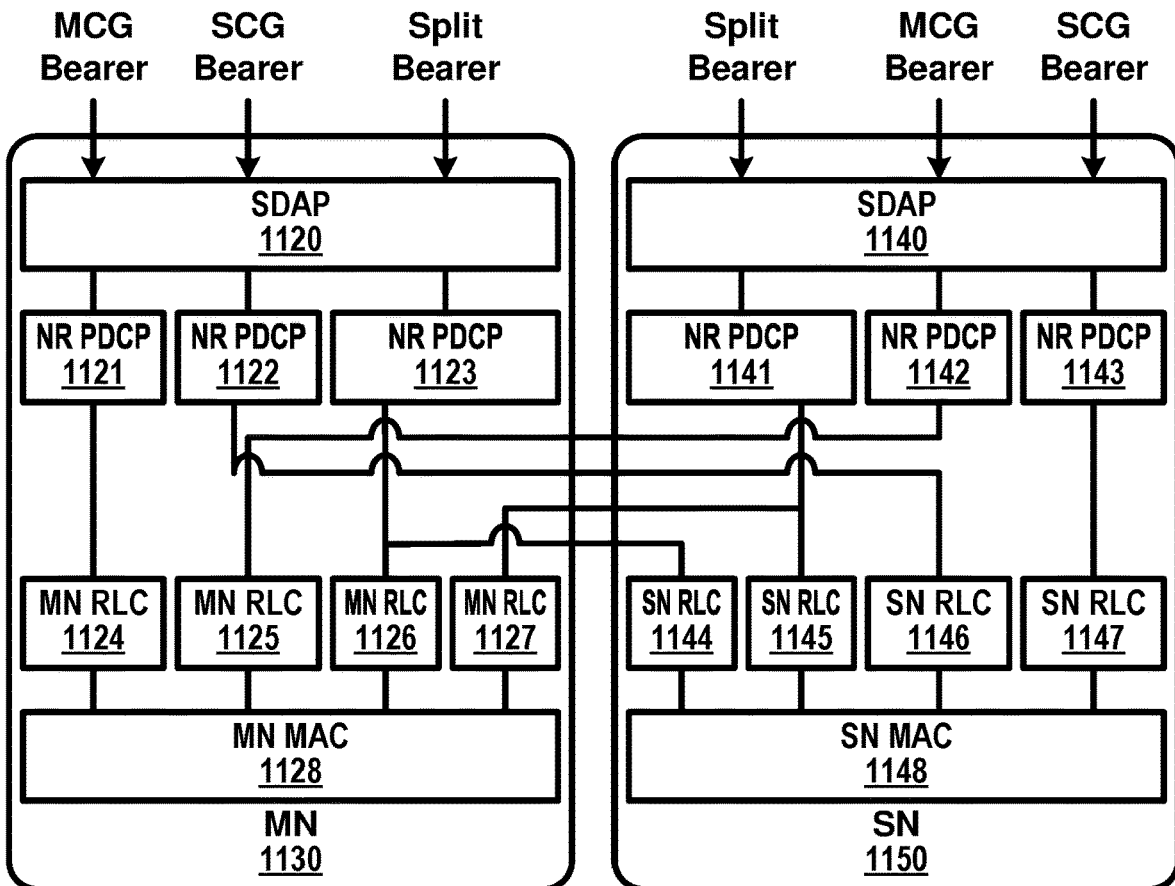 MCG Bearer
SCG Bearer
Split Bearer
Split Bearer
MCG Bearer
SCG Bearer
SDAP
1120
SDAP
1140
NR PDCP
1121
NR PDCP
1122
NR PDCP
1123
NR PDCP
1141
NR PDCP
1142
NR PDCP
1143
MN RLC
1124
MN RLC
1125
MN RLC
1126
MN RLC
1127
SN RLC
1144
SN RLC
1145
SN RLC
1146
SN RLC
1147
MN MAC
1128
SN MAC
1148
MN
1130
SN
1150